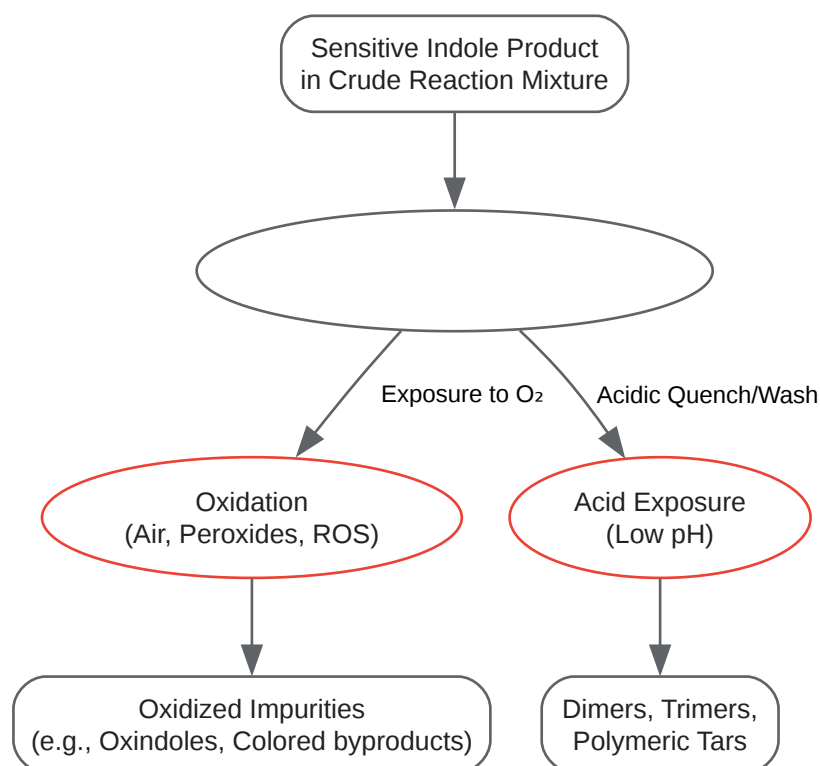 Sensitive Indole Product
in Crude Reaction Mixture
Exposure to O₂
Acidic Quench/Wash
Oxidation
(Air, Peroxides, ROS)
Acid Exposure
(Low pH)
Oxidized Impurities
(e.g., Oxindoles, Colored byproducts)
Dimers, Trimers,
Polymeric Tars